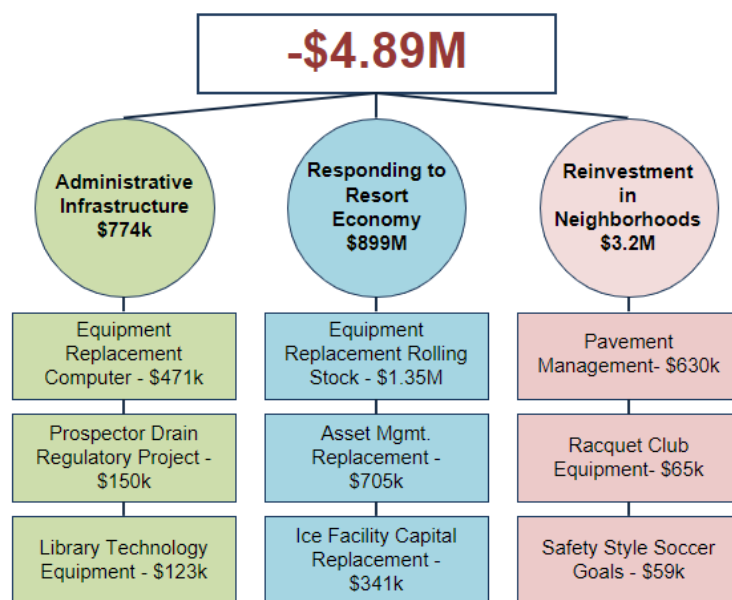 -$4.89M
Administrative
Infrastructure
$774k
Responding to
Resort
Economy
$899M
Reinvestment
in
Neighborhoods
$3.2M
Equipment
Replacement
Computer - $471k
Equipment
Replacement Rolling
Stock - $1.35M
Pavement
Management- $630k
Prospector Drain
Regulatory Project -
$150k
Asset Mgmt.
Replacement -
$705k
Racquet Club
Equipment- $65k
Library Technology
Equipment - $123k
Ice Facility Capital
Replacement -
$341k
Safety Style Soccer
Goals - $59k